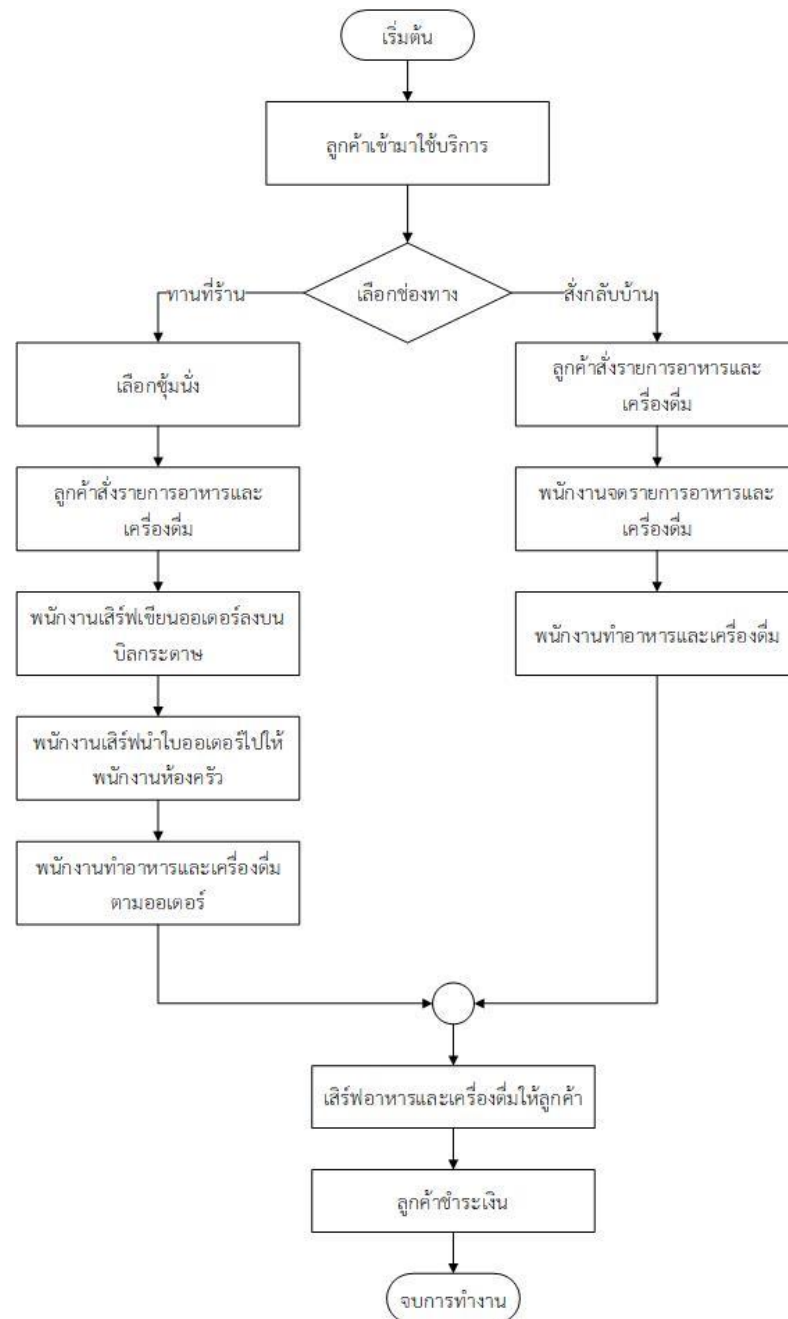 เริ่มต้น
ลูกค้าเข้ามาใช้บริการ
เลือกช่องทาง
ทานที่ร้าน
สั่งกลับบ้าน
เลือกซุ้มนั่ง
ลูกค้าสั่งรายการอาหารและ
เครื่องดื่ม
พนักงานเสิร์ฟเขียนออเดอร์ลงบน
บิลกระดาษ
พนักงานเสิร์ฟนำใบออเดอร์ไปให้
พนักงานห้องครัว
พนักงานทำอาหารและเครื่องดื่ม
ตามออเดอร์
ลูกค้าสั่งรายการอาหารและ
เครื่องดื่ม
พนักงานจดรายการอาหารและ
เครื่องดื่ม
พนักงานทำอาหารและเครื่องดื่ม
เสิร์ฟอาหารและเครื่องดื่มให้ลูกค้า
ลูกค้าชำระเงิน
จบการทำงาน